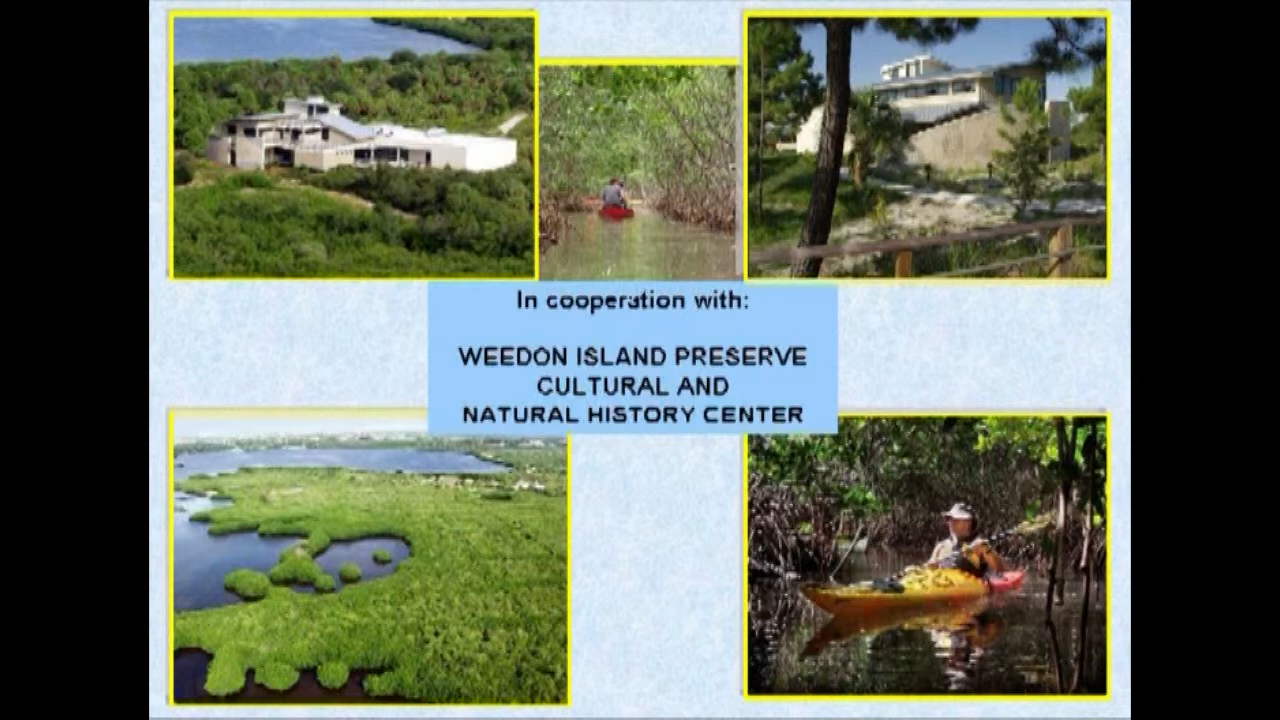 In cooperation with:
WEEDON ISLAND PRESERVE
CULTURAL AND
NATURAL HISTORY CENTER